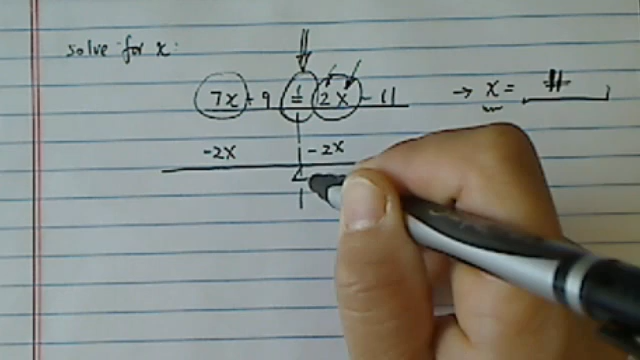 solve for x:
7x + 9 = 2x - 11 → x = #
-2x -2x